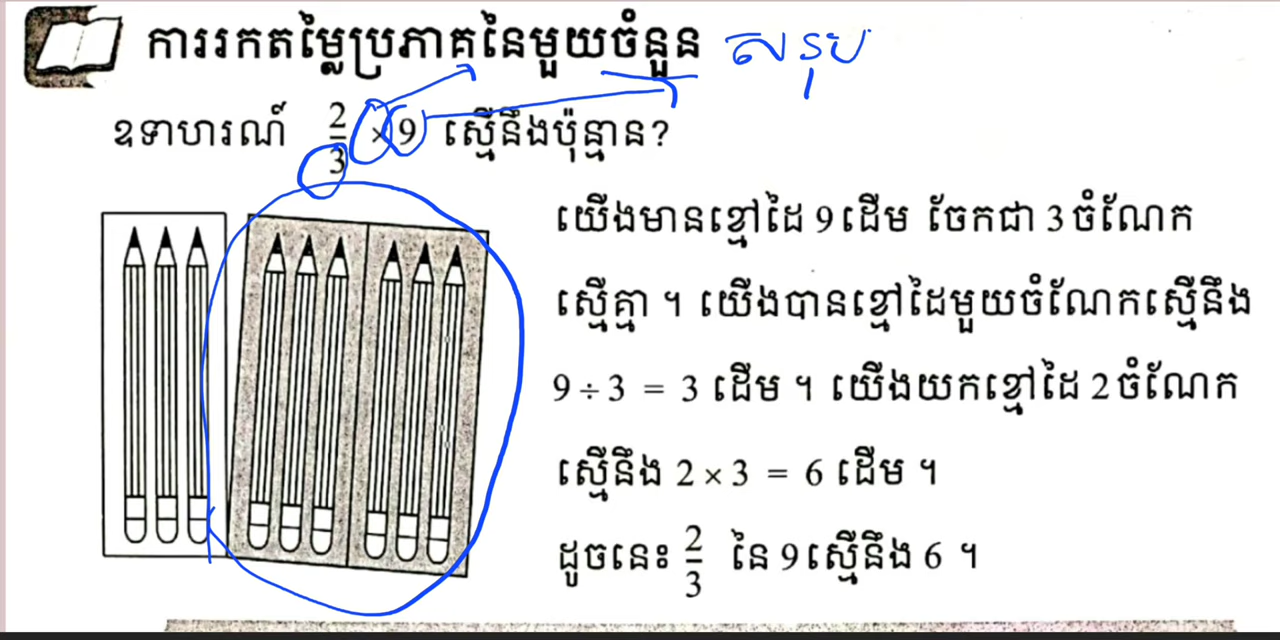 ការរកតម្លៃប្រភាគនៃមួយចំនួន
ឧទាហរណ៍ 2/3 × 9 ស្មើនឹងប៉ុន្មាន?
យើងមានខ្មៅដៃ 9 ដើម ចែកជា 3 ចំណែក
ស្មើគ្នា ។ យើងបានខ្មៅដៃមួយចំណែកស្មើនឹង
9 ÷ 3 = 3 ដើម ។ យើងយកខ្មៅដៃ 2 ចំណែក
ស្មើនឹង 2 × 3 = 6 ដើម ។
ដូចនេះ 2/3 នៃ 9 ស្មើនឹង 6 ។